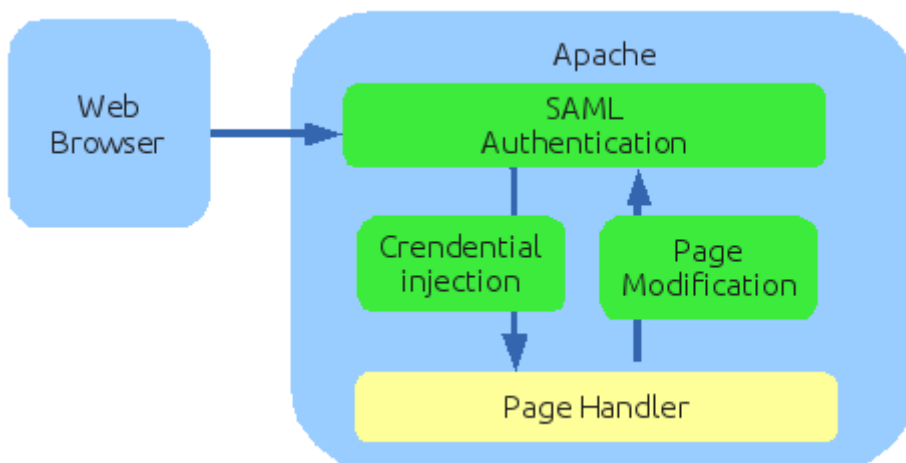 Apache
Web
Browser
SAML
Authentication
Crendential
injection
Page
Modification
Page Handler